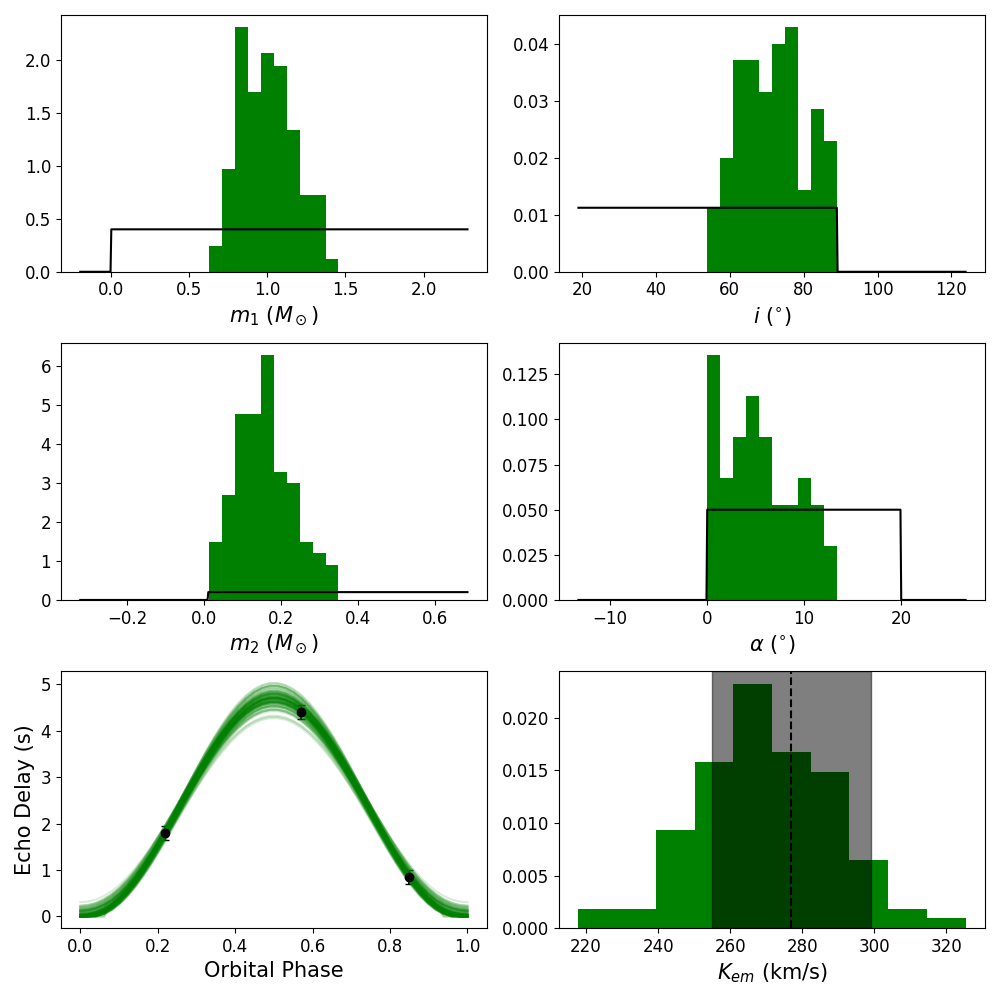 2.0
1.5
1.0
0.5
0.0
0.0 0.5 1.0 1.5 2.0
m₁ (M⊙)
0.04
0.03
0.02
0.01
0.00
20 40 60 80 100 120
i (°)
6
5
4
3
2
1
0
−0.2 0.0 0.2 0.4 0.6
m₂ (M⊙)
0.125
0.100
0.075
0.050
0.025
0.000
−10 0 10 20
α (°)
Echo Delay (s)
5
4
3
2
1
0
0.0 0.2 0.4 0.6 0.8 1.0
Orbital Phase
0.020
0.015
0.010
0.005
0.000
220 240 260 280 300 320
K_em (km/s)